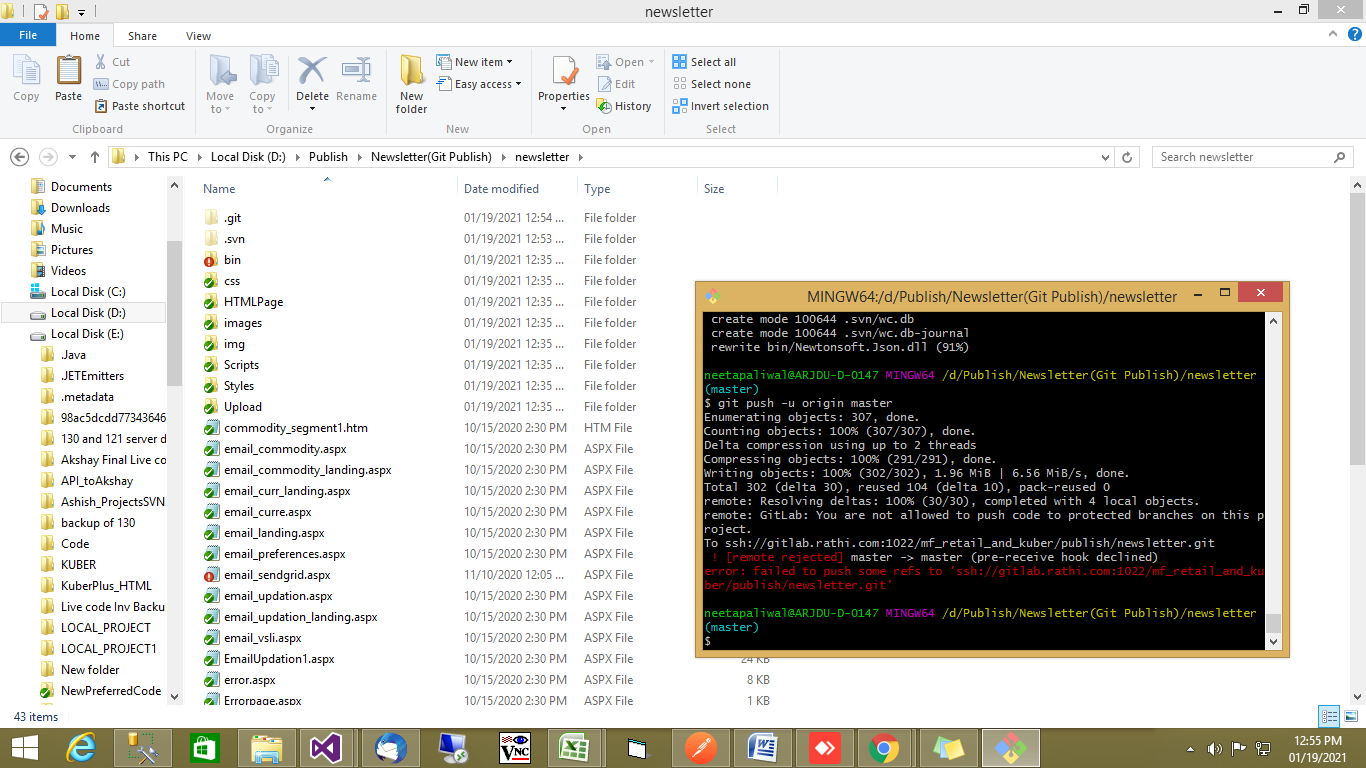 newsletter
File
Home
Share
View
Copy
Paste
Cut
Copy path
Paste shortcut
Clipboard
Move to
Copy to
Delete
Rename
Organize
New folder
New item
Easy access
New
Properties
Open
Edit
History
Open
Select all
Select none
Invert selection
Select
This PC
Local Disk (D:)
Publish
Newsletter(Git Publish)
newsletter
Search newsletter
Documents
Downloads
Music
Pictures
Videos
Local Disk (C:)
Local Disk (D:)
Local Disk (E:)
.Java
.JETEmitters
.metadata
98ac5dcdd77343646
130 and 121 server d
Akshay Final Live co
API_toAkshay
Ashish_ProjectsSVN
backup of 130
Code
KUBER
KuberPlus_HTML
Live code Inv Backu
LOCAL_PROJECT
LOCAL_PROJECT1
New folder
NewPreferredCode
Name Date modified Type Size
.git 01/19/2021 12:54 ... File folder
.svn 01/19/2021 12:53 ... File folder
bin 01/19/2021 12:35 ... File folder
css 01/19/2021 12:35 ... File folder
HTMLPage 01/19/2021 12:35 ... File folder
images 01/19/2021 12:35 ... File folder
img 01/19/2021 12:35 ... File folder
Scripts 01/19/2021 12:35 ... File folder
Styles 01/19/2021 12:35 ... File folder
Upload 01/19/2021 12:35 ... File folder
commodity_segment1.htm 10/15/2020 2:30 PM HTM File
email_commodity.aspx 10/15/2020 2:30 PM ASPX File
email_commodity_landing.aspx 10/15/2020 2:30 PM ASPX File
email_curr_landing.aspx 10/15/2020 2:30 PM ASPX File
email_curre.aspx 10/15/2020 2:30 PM ASPX File
email_landing.aspx 10/15/2020 2:30 PM ASPX File
email_preferences.aspx 10/15/2020 2:30 PM ASPX File
email_sendgrid.aspx 11/10/2020 12:05 ... ASPX File
email_updation.aspx 10/15/2020 2:30 PM ASPX File
email_updation_landing.aspx 10/15/2020 2:30 PM ASPX File
email_vsli.aspx 10/15/2020 2:30 PM ASPX File
EmailUpdation1.aspx 10/15/2020 2:30 PM ASPX File 24 KB
error.aspx 10/15/2020 2:30 PM ASPX File 8 KB
Errorpage.aspx 10/15/2020 2:30 PM ASPX File 1 KB
MINGW64:/d/Publish/Newsletter(Git Publish)/newsletter
create mode 100644 .svn/wc.db
create mode 100644 .svn/wc.db-journal
rewrite bin/Newtonsoft.Json.dll (91%)
neetapaliwal@ARJDU-D-0147 MINGW64 /d/Publish/Newsletter(Git Publish)/newsletter
(master)
$ git push -u origin master
Enumerating objects: 307, done.
Counting objects: 100% (307/307), done.
Delta compression using up to 2 threads
Compressing objects: 100% (291/291), done.
Writing objects: 100% (302/302), 1.96 MiB | 6.56 MiB/s, done.
Total 302 (delta 30), reused 104 (delta 10), pack-reused 0
remote: Resolving deltas: 100% (30/30), completed with 4 local objects.
remote: GitLab: You are not allowed to push code to protected branches on this p
roject.
To ssh://gitlab.rathi.com:1022/mf_retail_and_kuber/publish/newsletter.git
! [remote rejected] master -> master (pre-receive hook declined)
error: failed to push some refs to 'ssh://gitlab.rathi.com:1022/mf_retail_and_ku
ber/publish/newsletter.git'
neetapaliwal@ARJDU-D-0147 MINGW64 /d/Publish/Newsletter(Git Publish)/newsletter
(master)
$
43 items
VNC
12:55 PM
01/19/2021